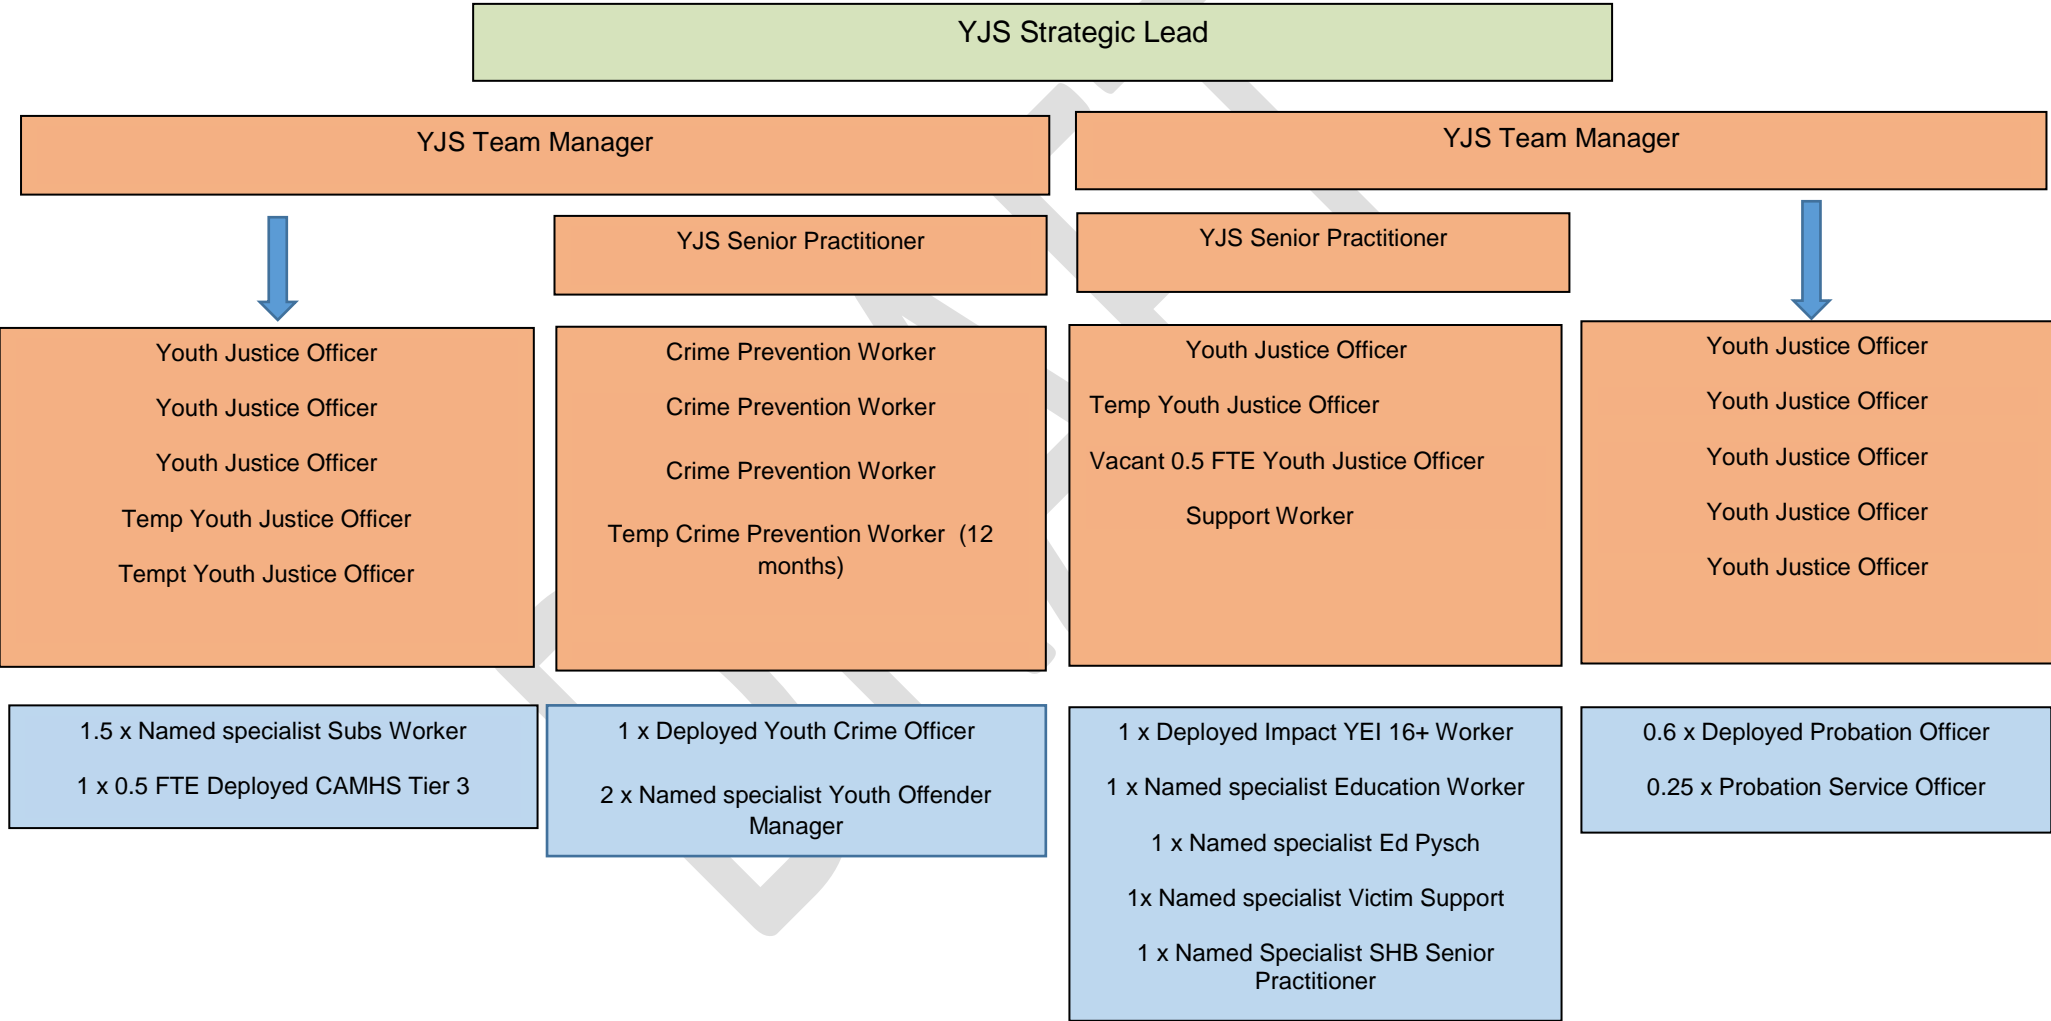 YJS Strategic Lead
YJS Team Manager
YJS Team Manager
YJS Senior Practitioner
YJS Senior Practitioner
Youth Justice Officer
Youth Justice Officer
Youth Justice Officer
Temp Youth Justice Officer
Tempt Youth Justice Officer
Crime Prevention Worker
Crime Prevention Worker
Crime Prevention Worker
Temp Crime Prevention Worker (12
months)
Youth Justice Officer
Temp Youth Justice Officer
Vacant 0.5 FTE Youth Justice Officer
Support Worker
Youth Justice Officer
Youth Justice Officer
Youth Justice Officer
Youth Justice Officer
Youth Justice Officer
1.5 x Named specialist Subs Worker
1 x 0.5 FTE Deployed CAMHS Tier 3
1 x Deployed Youth Crime Officer
2 x Named specialist Youth Offender
Manager
1 x Deployed Impact YEI 16+ Worker
1 x Named specialist Education Worker
1 x Named specialist Ed Pysch
1x Named specialist Victim Support
1 x Named Specialist SHB Senior
Practitioner
0.6 x Deployed Probation Officer
0.25 x Probation Service Officer
DRAFT